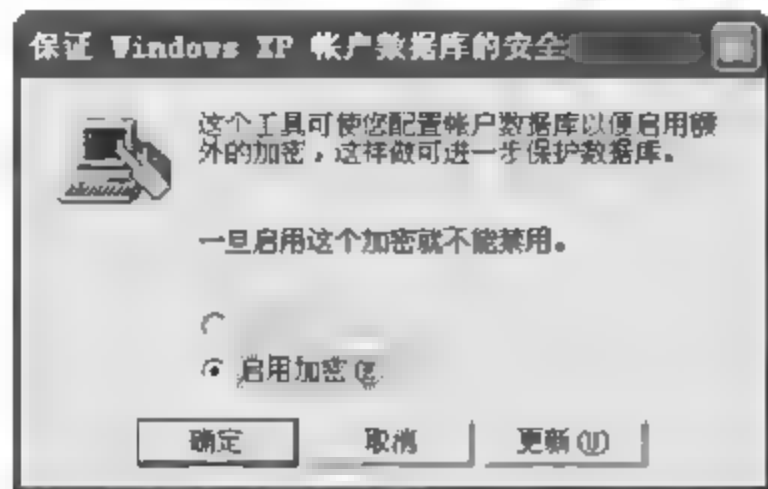 保证 Windows XP 帐户数据库的安全
这个工具可使您配置帐户数据库以便启用额
外的加密，这样做可进一步保护数据库。
一旦启用这个加密就不能禁用。
启用加密(E)
确定 取消 更新(U)